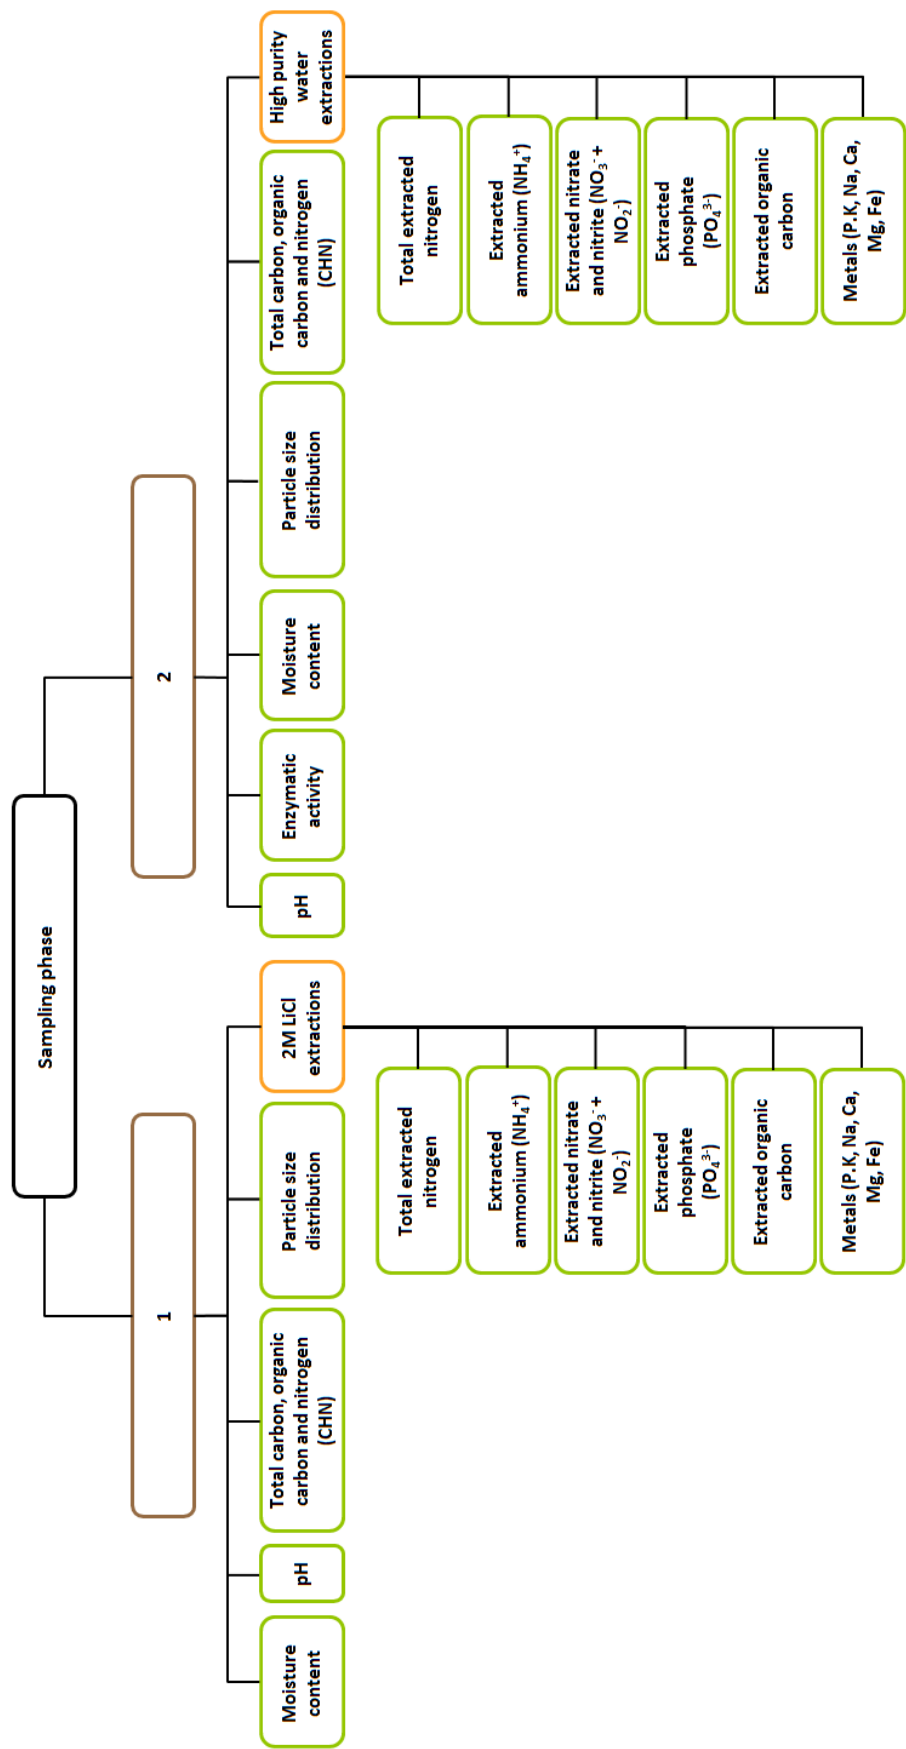 Sampling phase
1
2
Moisture
content
pH
Total carbon, organic
carbon and nitrogen
(CHN)
Particle size
distribution
2M LiCl
extractions
pH
Enzymatic
activity
Moisture
content
Particle size
distribution
Total carbon, organic
carbon and nitrogen
(CHN)
High purity
water
extractions
Total extracted
nitrogen
Extracted
ammonium (NH₄⁺)
Extracted nitrate
and nitrite (NO₃⁻ +
NO₂⁻)
Extracted
phosphate
(PO₄³⁻)
Extracted organic
carbon
Metals (P.K, Na, Ca,
Mg, Fe)
Total extracted
nitrogen
Extracted
ammonium (NH₄⁺)
Extracted nitrate
and nitrite (NO₃⁻ +
NO₂⁻)
Extracted
phosphate
(PO₄³⁻)
Extracted organic
carbon
Metals (P.K, Na, Ca,
Mg, Fe)